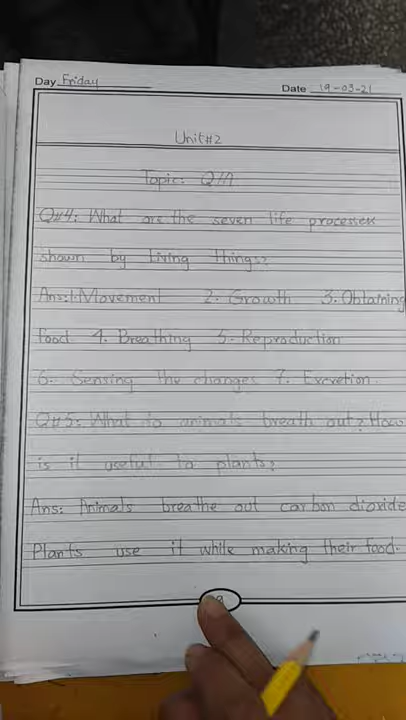 Day Friday
Date: 19-03-21
Unit#2
Topic: Q/A
Q#4: What are the seven life processes
shown by living things?
Ans: 1. Movement 2. Growth 3. Obtaining
food 4. Breathing 5. Reproduction
6. Sensing the changes 7. Excretion.
Q#5: What do animals breath out? How
is it useful to plants?
Ans: Animals breathe out carbon dioxide
Plants use it while making their food.